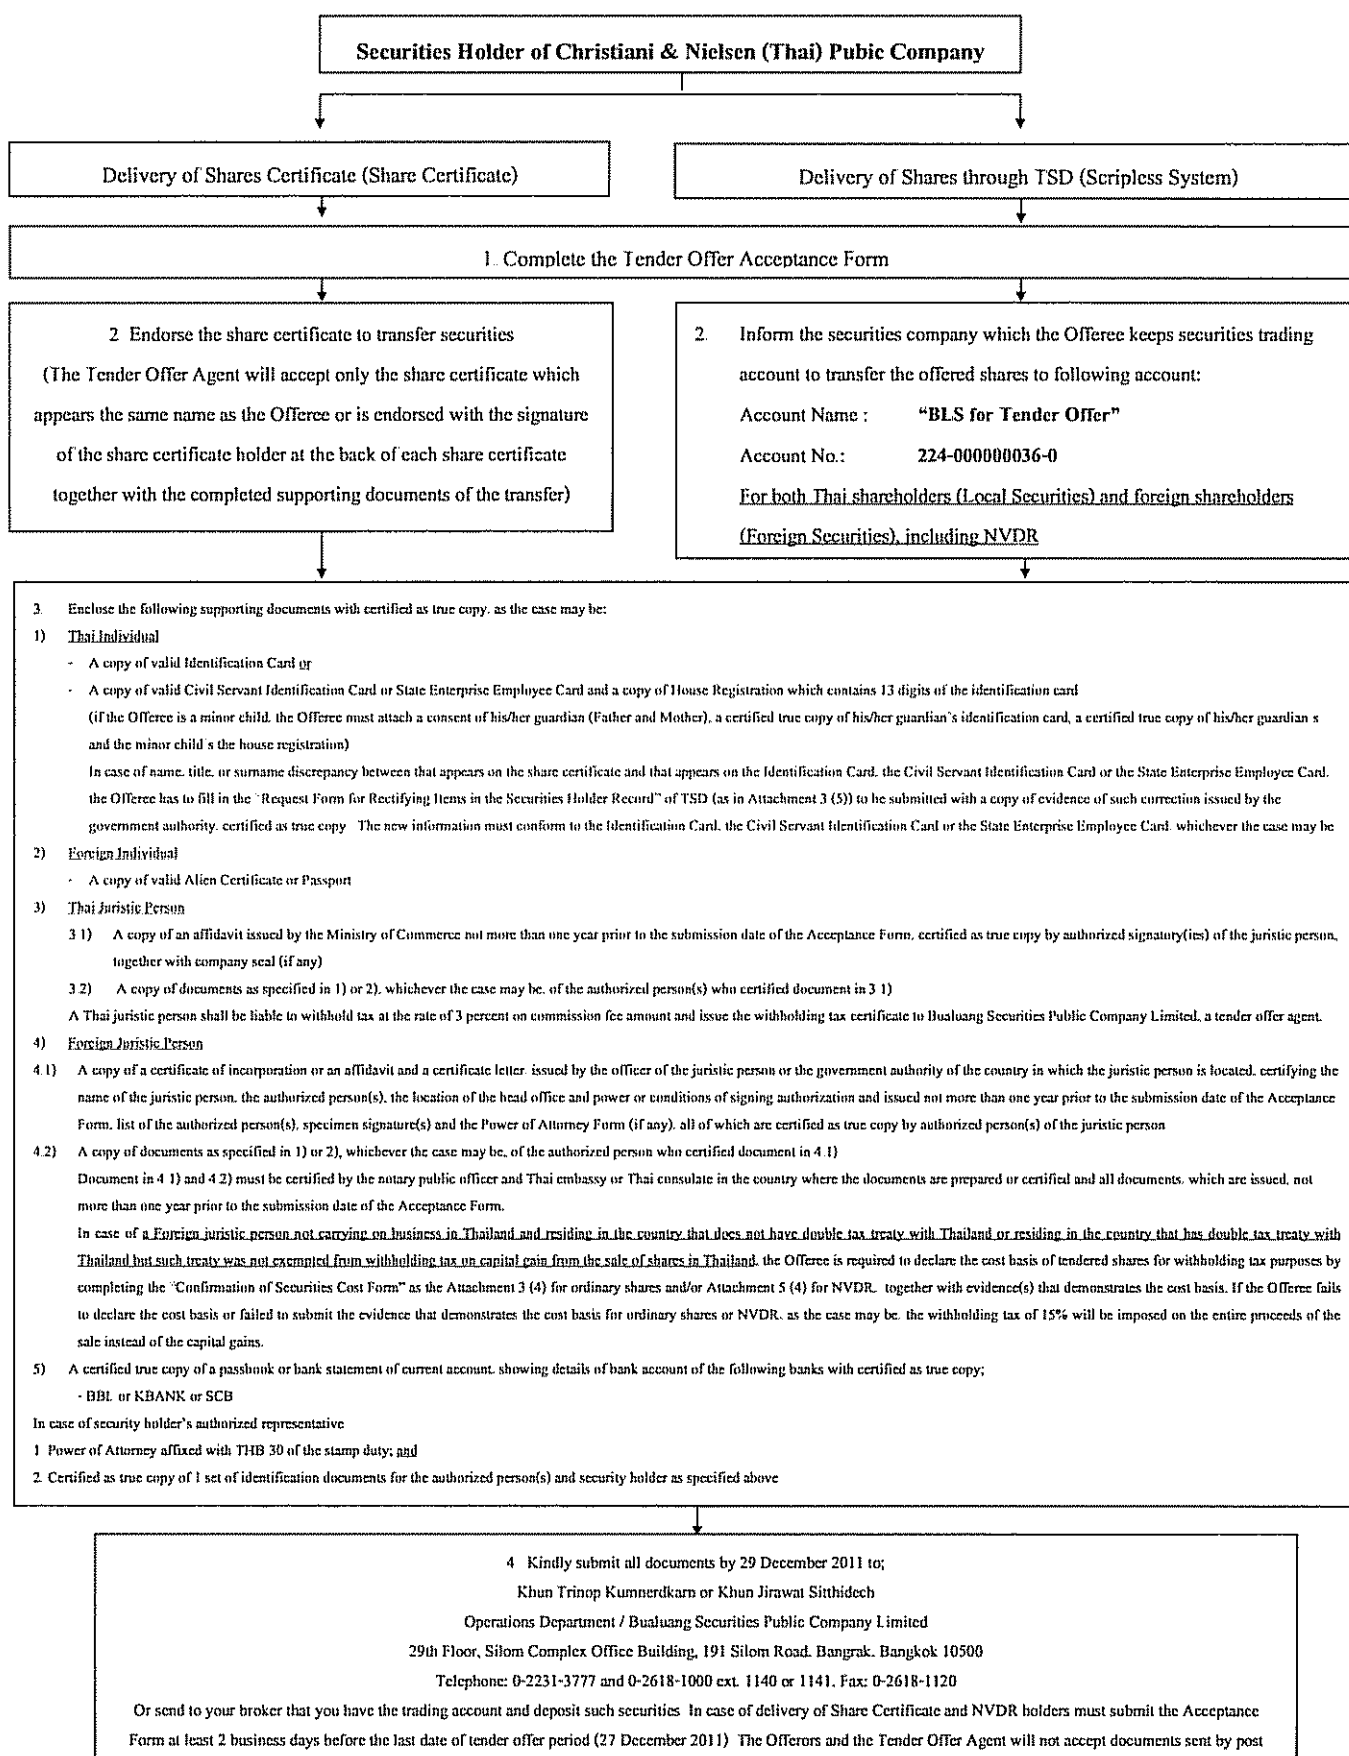 Securities Holder of Christiani & Nielsen (Thai) Pubic Company
Delivery of Shares Certificate (Share Certificate)
Delivery of Shares through TSD (Scripless System)
1. Complete the Tender Offer Acceptance Form
2 Endorse the share certificate to transfer securities
(The Tender Offer Agent will accept only the share certificate which
appears the same name as the Offeree or is endorsed with the signature
of the share certificate holder at the back of each share certificate
together with the completed supporting documents of the transfer)
2. Inform the securities company which the Offeree keeps securities trading
account to transfer the offered shares to following account:
Account Name : "BLS for Tender Offer"
Account No.: 224-000000036-0
For both Thai shareholders (Local Securities) and foreign shareholders
(Foreign Securities), including NVDR
3. Enclose the following supporting documents with certified as true copy, as the case may be:
1) Thai Individual
- A copy of valid Identification Card or
- A copy of valid Civil Servant Identification Card or State Enterprise Employee Card and a copy of House Registration which contains 13 digits of the identification card
(if the Offeree is a minor child, the Offeree must attach a consent of his/her guardian (Father and Mother), a certified true copy of his/her guardian's identification card, a certified true copy of his/her guardian s
and the minor child s the house registration)
In case of name, title, or surname discrepancy between that appears on the share certificate and that appears on the Identification Card, the Civil Servant Identification Card or the State Enterprise Employee Card,
the Offeree has to fill in the "Request Form for Rectifying Items in the Securities Holder Record" of TSD (as in Attachment 3 (5)) to be submitted with a copy of evidence of such correction issued by the
government authority, certified as true copy The new information must conform to the Identification Card, the Civil Servant Identification Card or the State Enterprise Employee Card, whichever the case may be
2) Foreign Individual
- A copy of valid Alien Certificate or Passport
3) Thai Juristic Person
3 1) A copy of an affidavit issued by the Ministry of Commerce not more than one year prior to the submission date of the Acceptance Form, certified as true copy by authorized signatory(ies) of the juristic person,
together with company seal (if any)
3.2) A copy of documents as specified in 1) or 2), whichever the case may be, of the authorized person(s) who certified document in 3 1)
A Thai juristic person shall be liable to withhold tax at the rate of 3 percent on commission fee amount and issue the withholding tax certificate to Bualuang Securities Public Company Limited, a tender offer agent.
4) Foreign Juristic Person
4.1) A copy of a certificate of incorporation or an affidavit and a certificate letter, issued by the officer of the juristic person or the government authority of the country in which the juristic person is located, certifying the
name of the juristic person, the authorized person(s), the location of the head office and power or conditions of signing authorization and issued not more than one year prior to the submission date of the Acceptance
Form, list of the authorized person(s), specimen signature(s) and the Power of Attorney Form (if any), all of which are certified as true copy by authorized person(s) of the juristic person
4.2) A copy of documents as specified in 1) or 2), whichever the case may be, of the authorized person who certified document in 4.1)
Document in 4 1) and 4 2) must be certified by the notary public officer and Thai embassy or Thai consulate in the country where the documents are prepared or certified and all documents, which are issued, not
more than one year prior to the submission date of the Acceptance Form.
In case of a Foreign juristic person not carrying on business in Thailand and residing in the country that does not have double tax treaty with Thailand or residing in the country that has double tax treaty with
Thailand but such treaty was not exempted from withholding tax on capital gain from the sale of shares in Thailand, the Offeree is required to declare the cost basis of tendered shares for withholding tax purposes by
completing the "Confirmation of Securities Cost Form" as the Attachment 3 (4) for ordinary shares and/or Attachment 5 (4) for NVDR, together with evidence(s) that demonstrates the cost basis. If the Offeree fails
to declare the cost basis or failed to submit the evidence that demonstrates the cost basis for ordinary shares or NVDR, as the case may be, the withholding tax of 15% will be imposed on the entire proceeds of the
sale instead of the capital gains.
5) A certified true copy of a passbook or bank statement of current account, showing details of bank account of the following banks with certified as true copy;
- BBL or KBANK or SCB
In case of security holder's authorized representative
1 Power of Attorney affixed with THB 30 of the stamp duty; and
2. Certified as true copy of 1 set of identification documents for the authorized person(s) and security holder as specified above
4 Kindly submit all documents by 29 December 2011 to;
Khun Trinop Kumnerdkarn or Khun Jirawat Sitthidech
Operations Department / Bualuang Securities Public Company Limited
29th Floor, Silom Complex Office Building, 191 Silom Road, Bangrak, Bangkok 10500
Telephone: 0-2231-3777 and 0-2618-1000 ext. 1140 or 1141, Fax: 0-2618-1120
Or send to your broker that you have the trading account and deposit such securities In case of delivery of Share Certificate and NVDR holders must submit the Acceptance
Form at least 2 business days before the last date of tender offer period (27 December 2011) The Offerors and the Tender Offer Agent will not accept documents sent by post